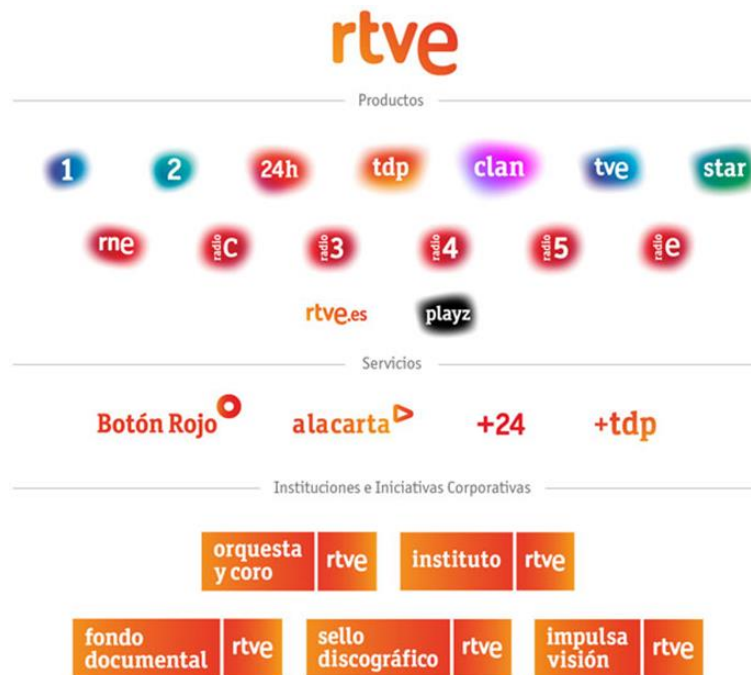 rtve
Productos
1 2 24h tdp clan tve star
rne radio C radio 3 radio 4 radio 5 radio e
rtve.es playz
Servicios
Botón Rojo alacarta +24 +tdp
Instituciones e Iniciativas Corporativas
orquesta
y coro rtve
instituto rtve
fondo
documental rtve
sello
discográfico rtve
impulsa
visión rtve